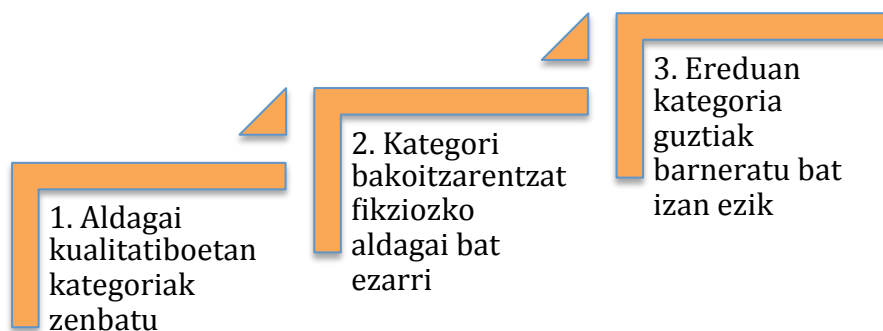 1. Aldagai
kualitatiboetan
kategoriak
zenbatu
2. Kategori
bakoitzarentzat
fikziozko
aldagai bat
ezarri
3. Ereduan
kategoria
guztiak
barneratu bat
izan ezik